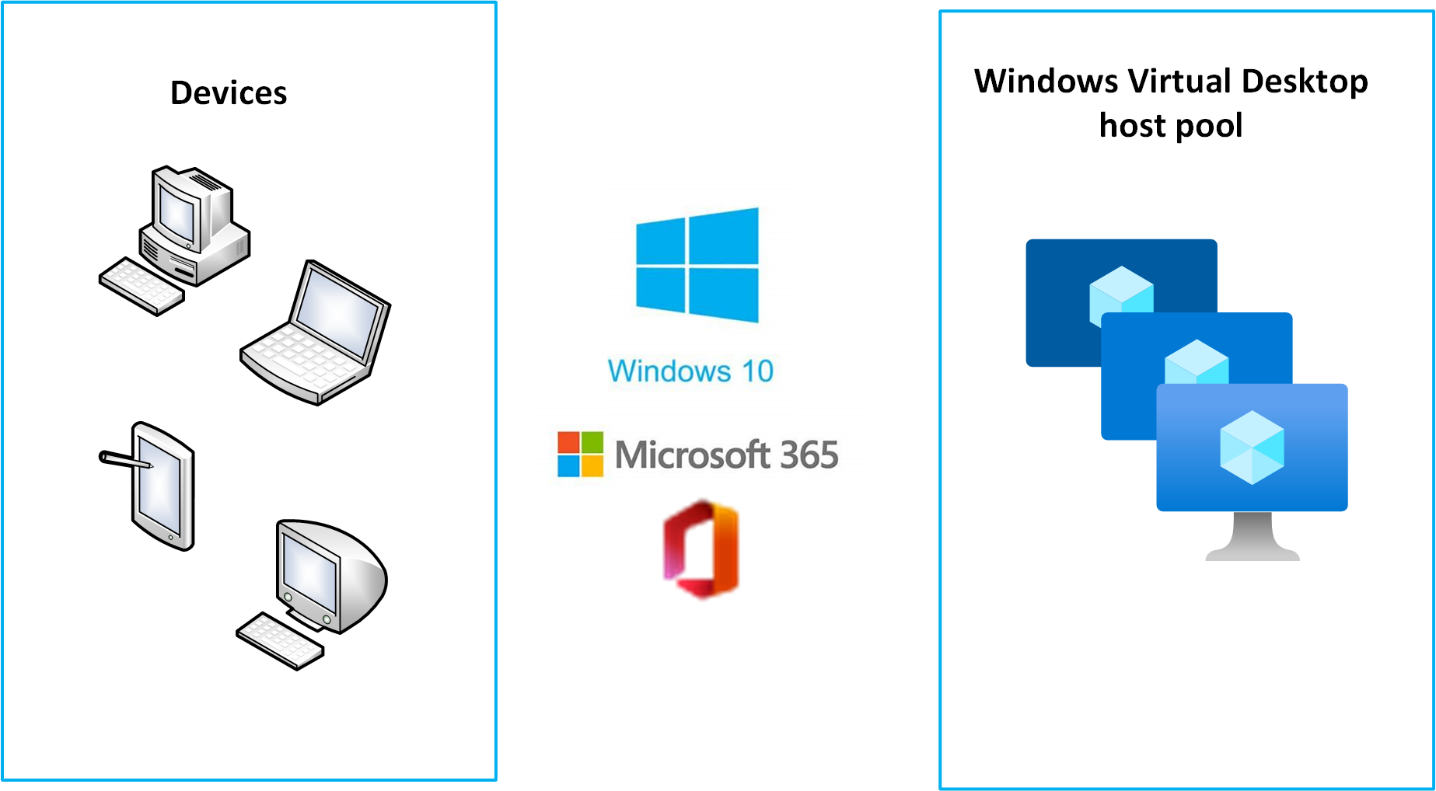 Devices
Windows 10
Microsoft 365
Windows Virtual Desktop
host pool